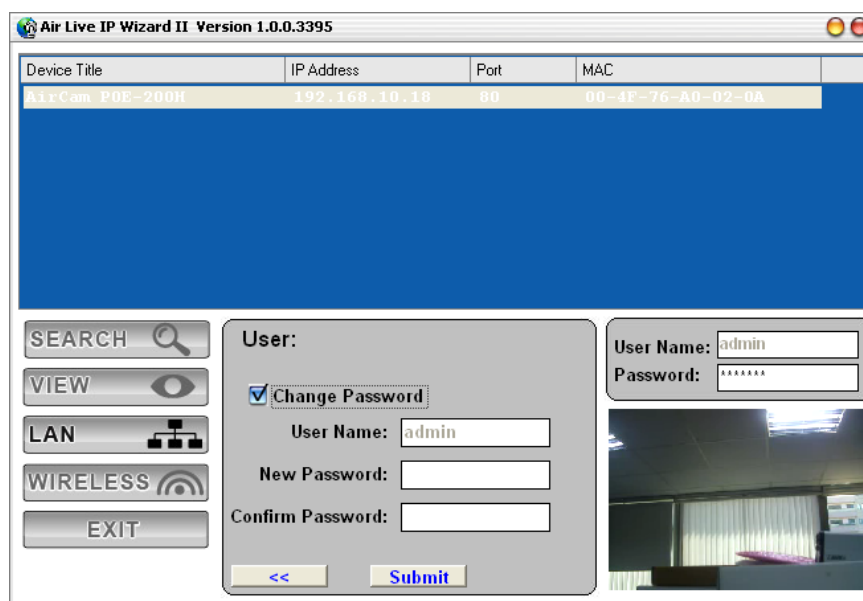 Air Live IP Wizard II Version 1.0.0.3395
Device Title IP Address Port MAC
AirCam POE-200H 192.168.10.18 80 00-4F-76-A0-02-0A
SEARCH
VIEW
LAN
WIRELESS
EXIT
User:
Change Password
User Name: admin
New Password:
Confirm Password:
<< Submit
User Name: admin
Password: *******